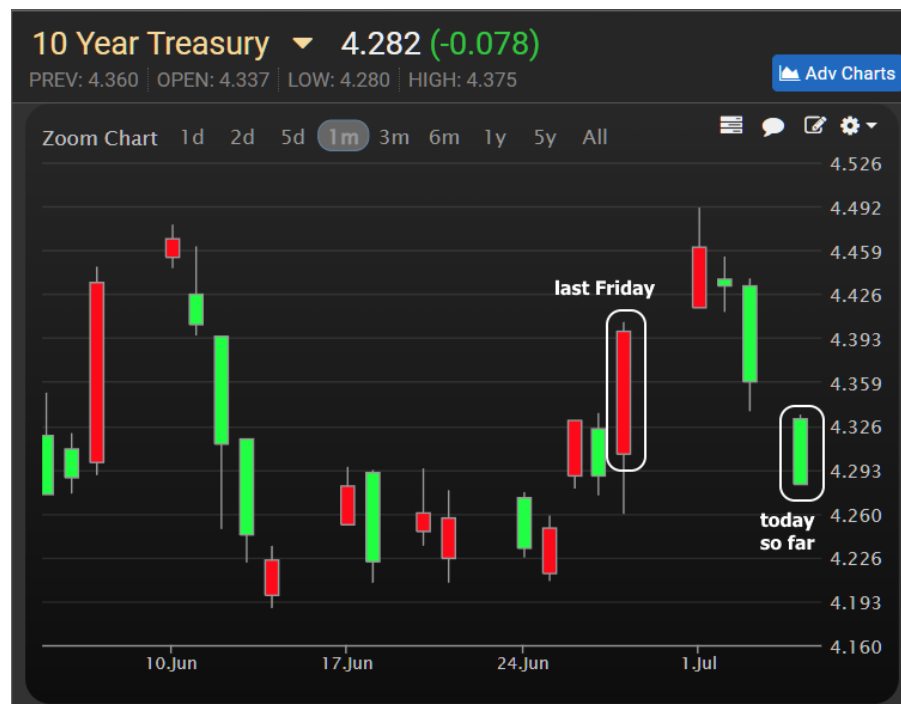 10 Year Treasury 4.282 (-0.078)
PREV: 4.360 OPEN: 4.337 LOW: 4.280 HIGH: 4.375
Adv Charts
Zoom Chart 1d 2d 5d 1m 3m 6m 1y 5y All
4.526
4.492
4.459
last Friday
4.426
4.393
4.359
4.326
4.293
4.260
today
so far
4.226
4.193
4.160
10.Jun 17.Jun 24.Jun 1.Jul